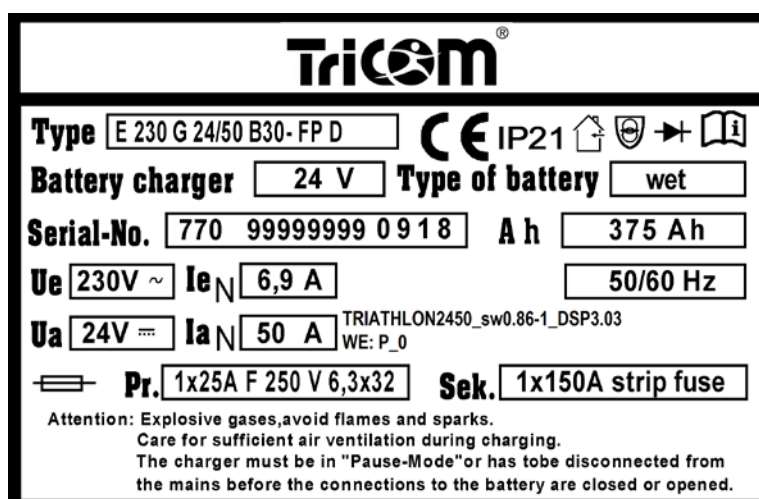 TriCOM®
Type E 230 G 24/50 B30- FP D CE IP21 i
Battery charger 24 V Type of battery wet
Serial-No. 770 99999999 0918 Ah 375 Ah
Ue 230V ~ IeN 6,9 A 50/60 Hz
Ua 24V ⎓ IaN 50 A TRIATHLON2450_sw0.86-1_DSP3.03
WE: P_0
Pr. 1x25A F 250 V 6,3x32 Sek. 1x150A strip fuse
Attention: Explosive gases,avoid flames and sparks.
Care for sufficient air ventilation during charging.
The charger must be in "Pause-Mode"or has tobe disconnected from
the mains before the connections to the battery are closed or opened.